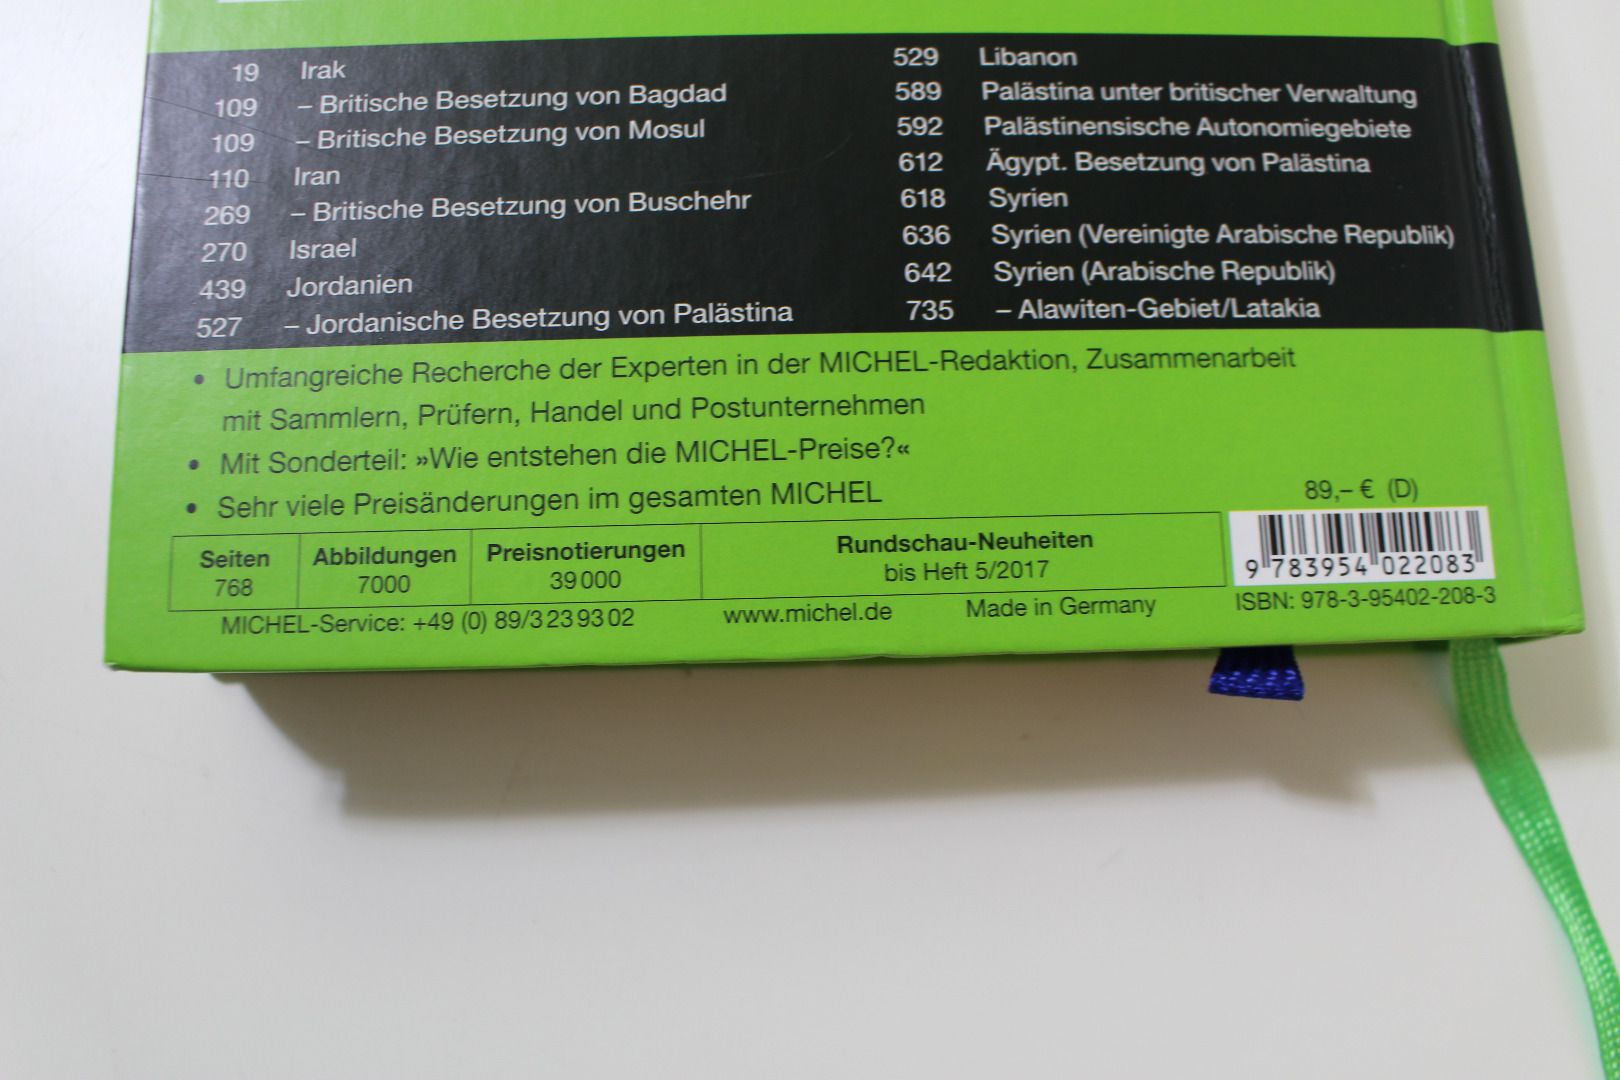 19 Irak
109 – Britische Besetzung von Bagdad
109 – Britische Besetzung von Mosul
110 Iran
269 – Britische Besetzung von Buschehr
270 Israel
439 Jordanien
527 – Jordanische Besetzung von Palästina
529 Libanon
589 Palästina unter britischer Verwaltung
592 Palästinensische Autonomiegebiete
612 Ägypt. Besetzung von Palästina
618 Syrien
636 Syrien (Vereinigte Arabische Republik)
642 Syrien (Arabische Republik)
735 – Alawiten-Gebiet/Latakia
• Umfangreiche Recherche der Experten in der MICHEL-Redaktion, Zusammenarbeit
mit Sammlern, Prüfern, Handel und Postunternehmen
• Mit Sonderteil: »Wie entstehen die MICHEL-Preise?«
• Sehr viele Preisänderungen im gesamten MICHEL
Seiten
768
Abbildungen
7000
Preisnotierungen
39 000
Rundschau-Neuheiten
bis Heft 5/2017
89,– € (D)
9 783954 022083
ISBN: 978-3-95402-208-3
MICHEL-Service: +49 (0) 89/3 23 93 02 www.michel.de Made in Germany